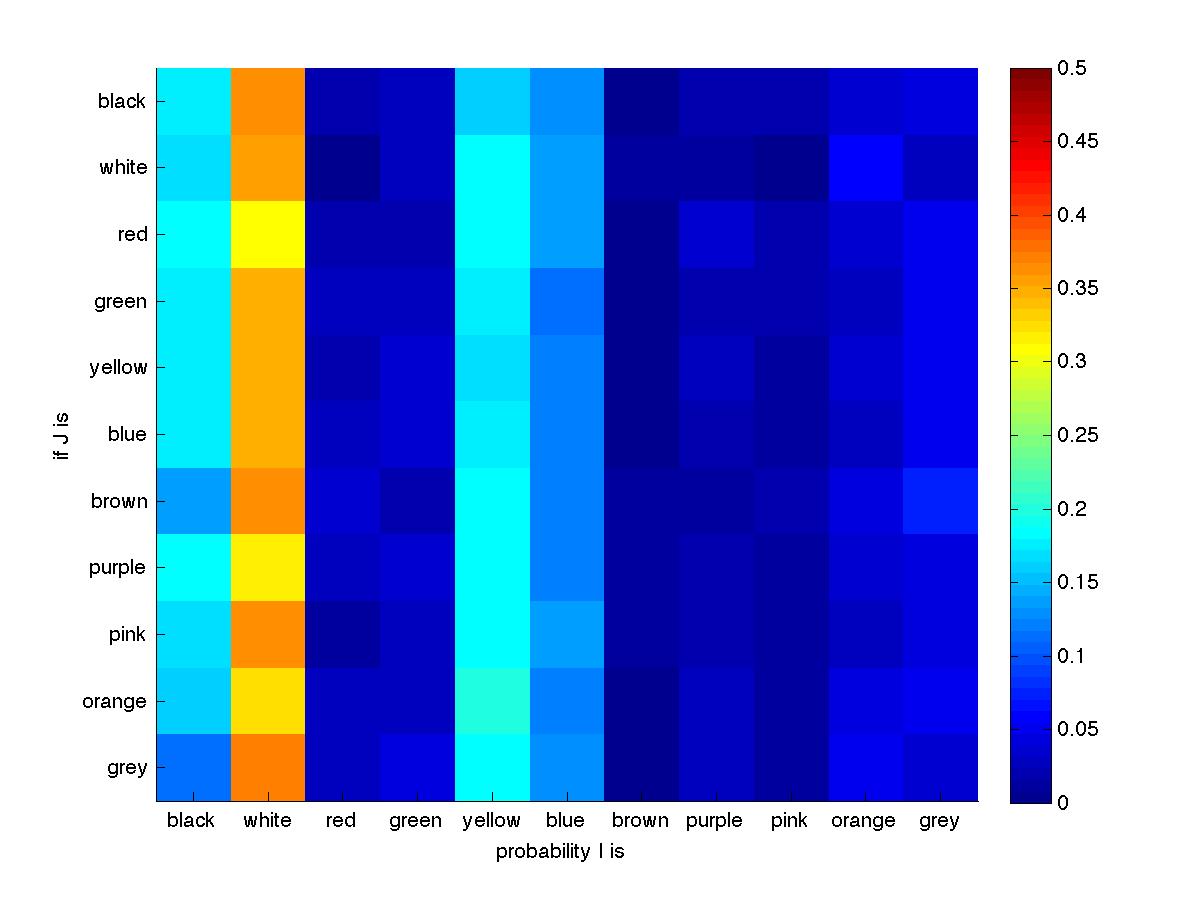 black
white
red
green
yellow
blue
brown
purple
pink
orange
grey
if J is
black white red green yellow blue brown purple pink orange grey
probability I is
0.5
0.45
0.4
0.35
0.3
0.25
0.2
0.15
0.1
0.05
0